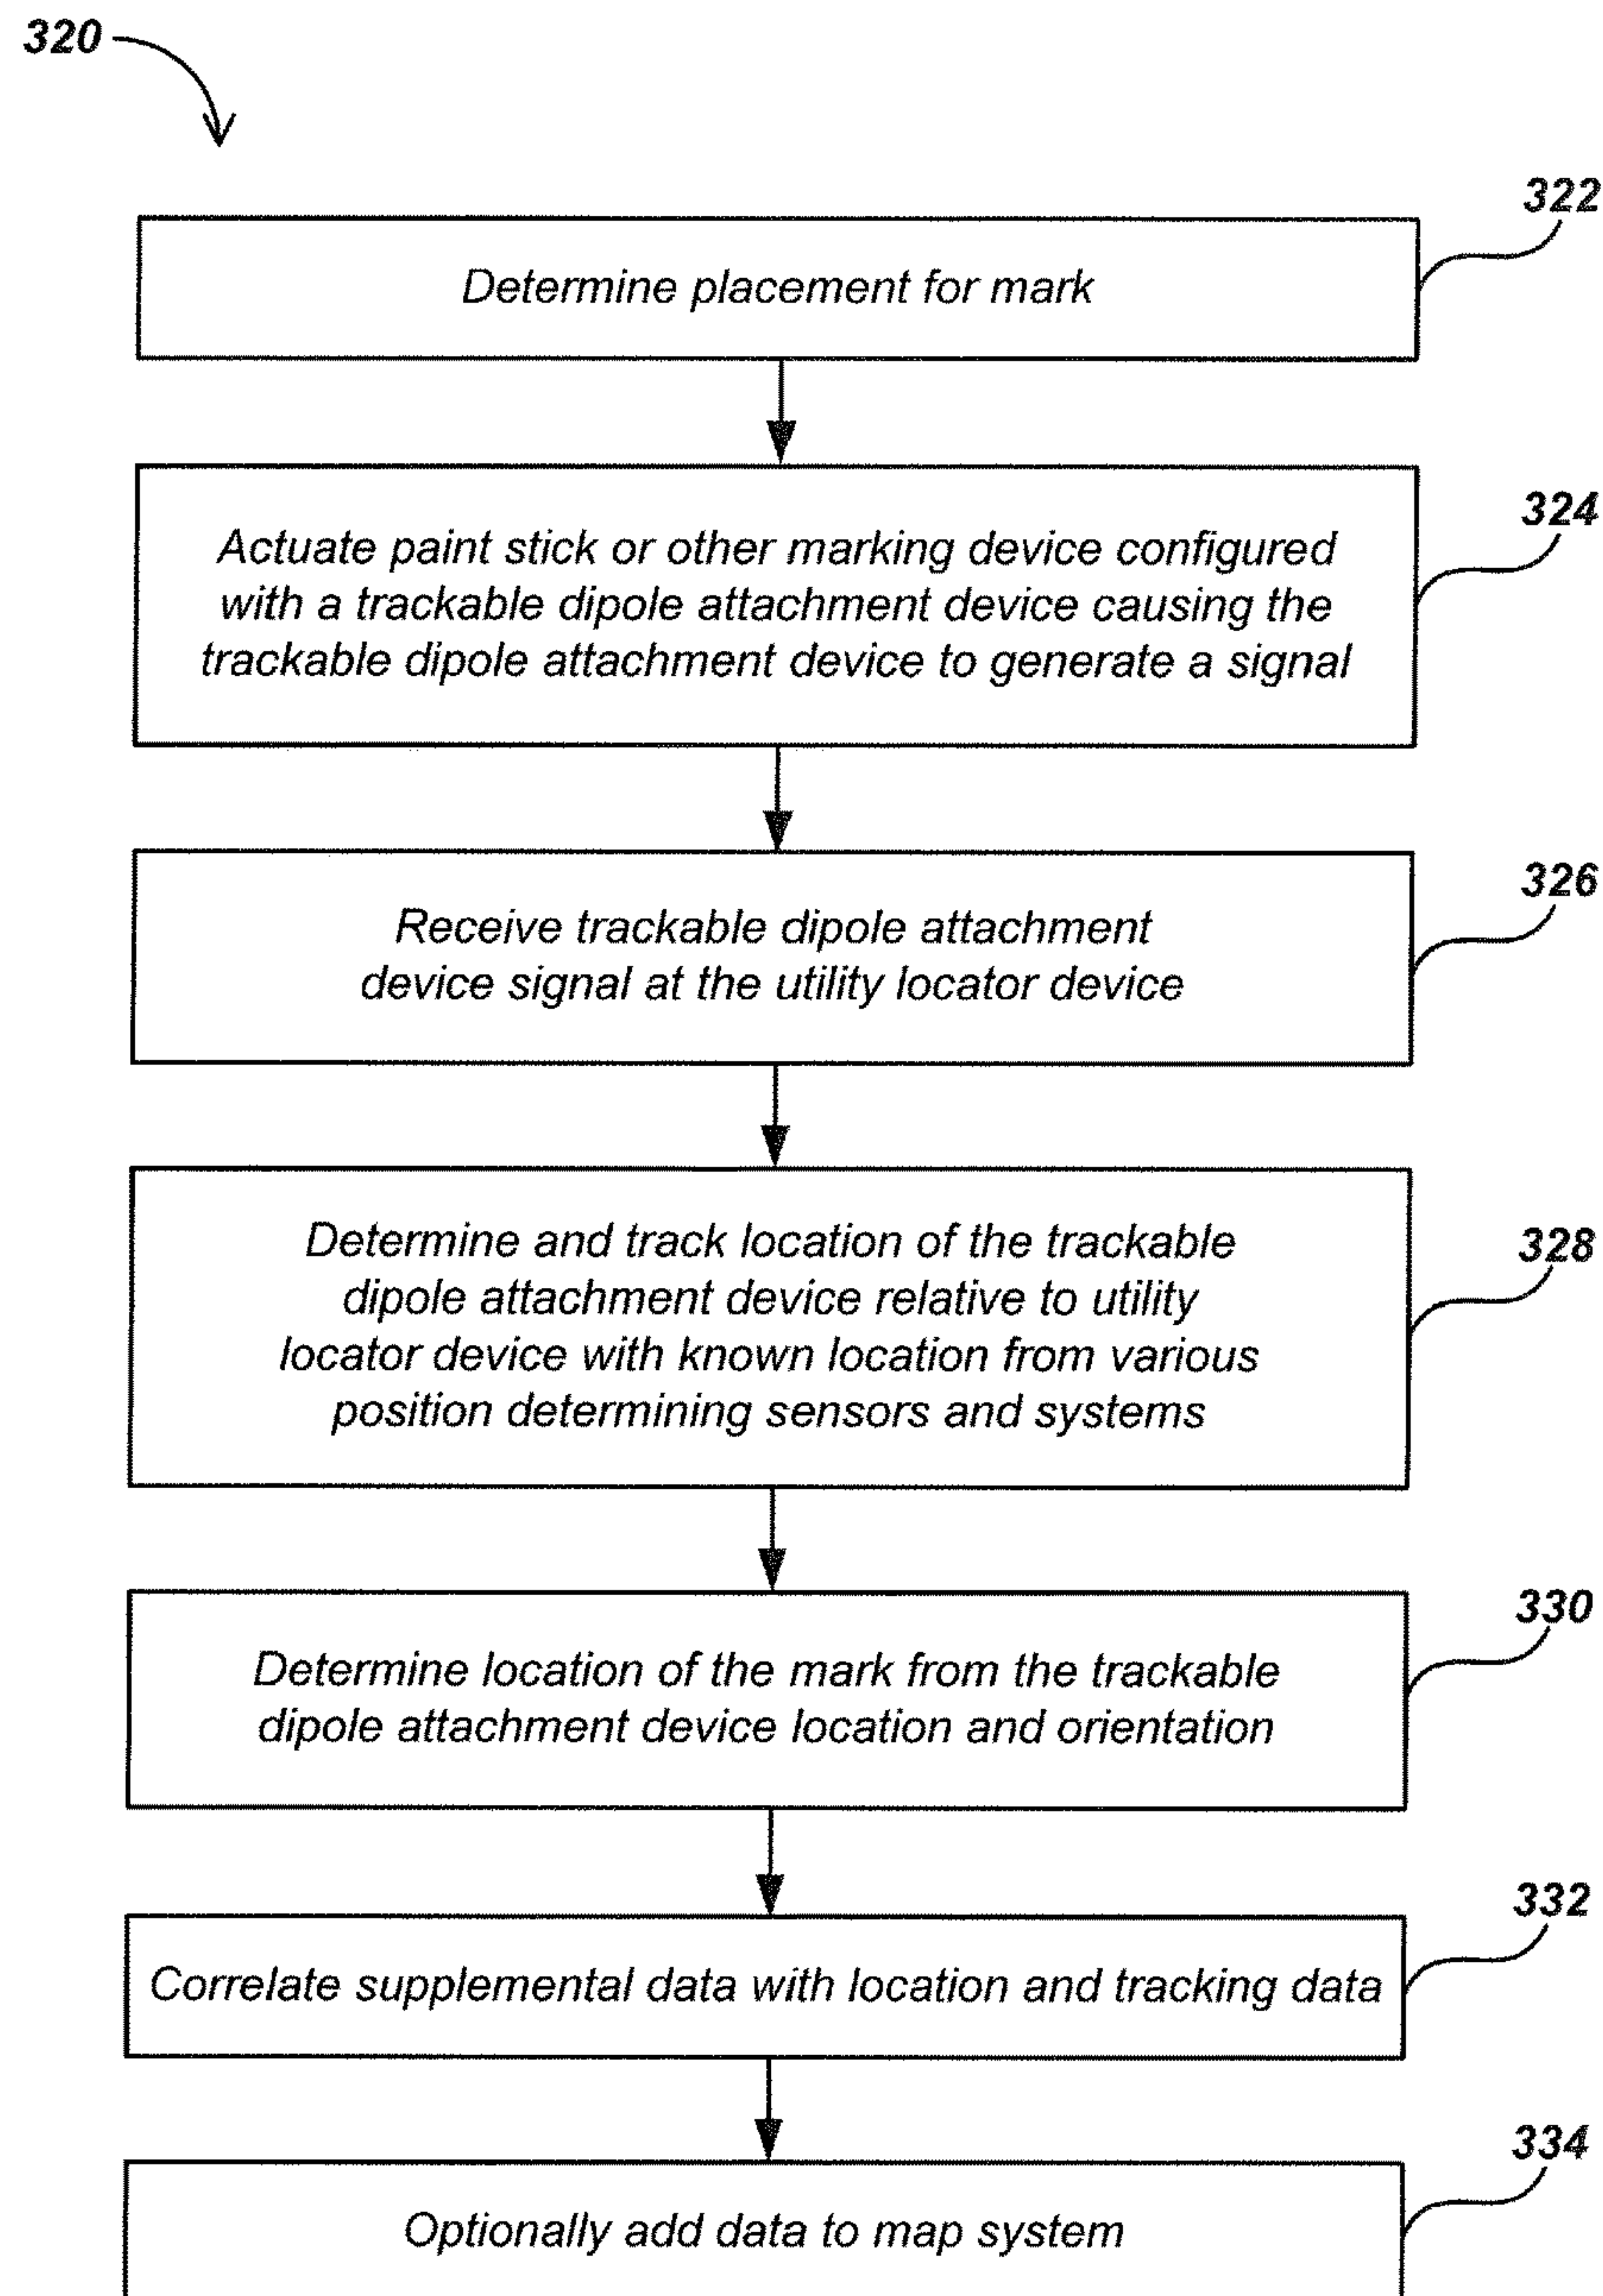 320
322
Determine placement for mark
324
Actuate paint stick or other marking device configured
with a trackable dipole attachment device causing the
trackable dipole attachment device to generate a signal
326
Receive trackable dipole attachment
device signal at the utility locator device
328
Determine and track location of the trackable
dipole attachment device relative to utility
locator device with known location from various
position determining sensors and systems
330
Determine location of the mark from the trackable
dipole attachment device location and orientation
332
Correlate supplemental data with location and tracking data
334
Optionally add data to map system